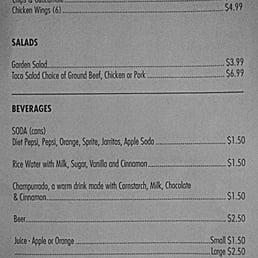 Chips & Guacamole
Chicken Wings (6) $4.99
SALADS
Garden Salad $3.99
Taco Salad Choice of Ground Beef, Chicken or Pork $6.99
BEVERAGES
SODA (cans)
Diet Pepsi, Pepsi, Orange, Sprite, Jarritos, Apple Soda $1.50
Rice Water with Milk, Sugar, Vanilla and Cinnamon $1.50
Champurrado, a warm drink made with Cornstarch, Milk, Chocolate
& Cinnamon $1.50
Beer $2.50
Juice - Apple or Orange Small $1.50
Large $2.50